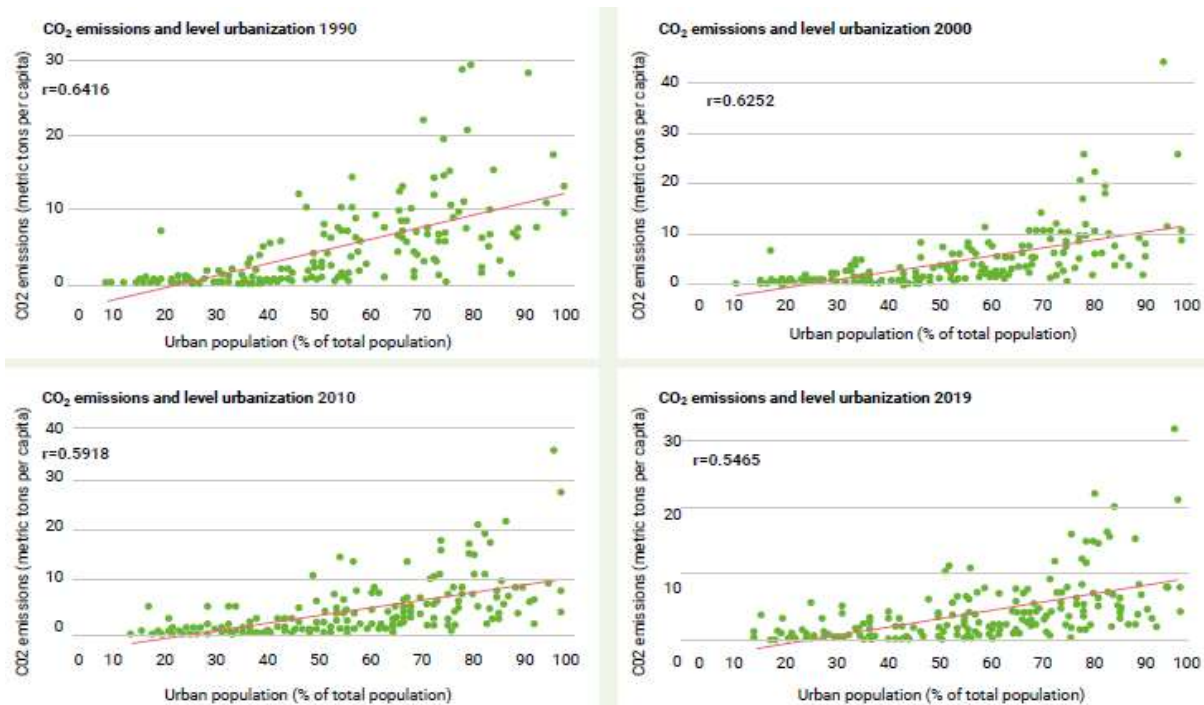 CO₂ emissions and level urbanization 1990
C02 emissions (metric tons per capita)
30
20
10
0
r=0.6416
0 10 20 30 40 50 60 70 80 90 100
Urban population (% of total population)
CO₂ emissions and level urbanization 2000
C02 emissions (metric tons per capita)
40
30
20
10
0
r=0.6252
0 10 20 30 40 50 60 70 80 90 100
Urban population (% of total population)
CO₂ emissions and level urbanization 2010
C02 emissions (metric tons per capita)
40
30
20
10
0
r=0.5918
0 10 20 30 40 50 60 70 80 90 100
Urban population (% of total population)
CO₂ emissions and level urbanization 2019
C02 emissions (metric tons per capita)
30
20
10
0
r=0.5465
0 10 20 30 40 50 60 70 80 90 100
Urban population (% of total population)